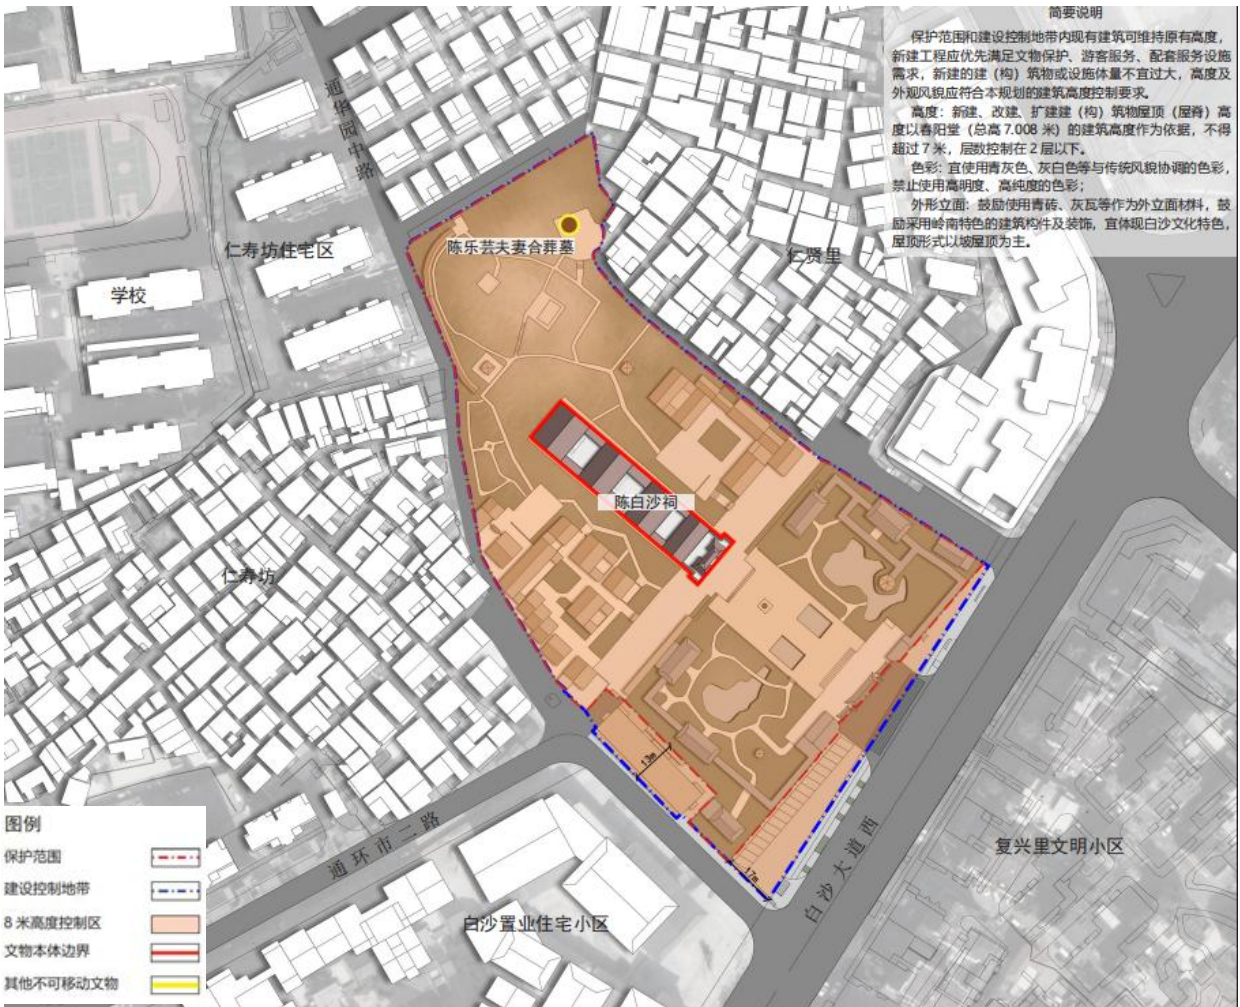 简要说明
保护范围和建设控制地带内现有建筑可维持原有高度，
新建工程应优先满足文物保护、游客服务、配套服务设施
需求，新建的建（构）筑物或设施体量不宜过大，高度及
外观风貌应符合本规划的建筑高度控制要求。
高度：新建、改建、扩建建（构）筑物屋顶（屋脊）高
度以春阳堂（总高 7.008 米）的建筑高度作为依据，不得
超过 7 米，层数控制在 2 层以下。
色彩：宜使用青灰色、灰白色等与传统风貌协调的色彩，
禁止使用高明度、高纯度的色彩；
外形立面：鼓励使用青砖、灰瓦等作为外立面材料，鼓
励采用岭南特色的建筑构件及装饰，宜体现白沙文化特色，
屋顶形式以坡屋顶为主。
通华园中路
陈乐芸夫妻合葬墓
仁寿坊住宅区
仁贤里
学校
陈白沙祠
仁寿坊
13m
17m
通环市二路
白沙大道西
复兴里文明小区
白沙置业住宅小区
图例
保护范围
建设控制地带
8 米高度控制区
文物本体边界
其他不可移动文物